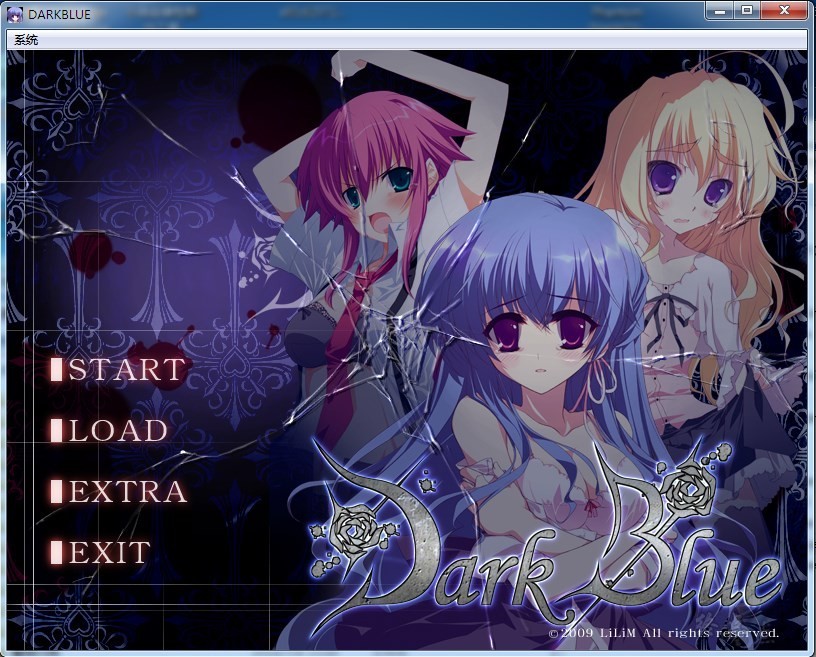 DARKBLUE
系统
START
LOAD
EXTRA
EXIT
Dark Blue
©2009 LiLiM All rights reserved.